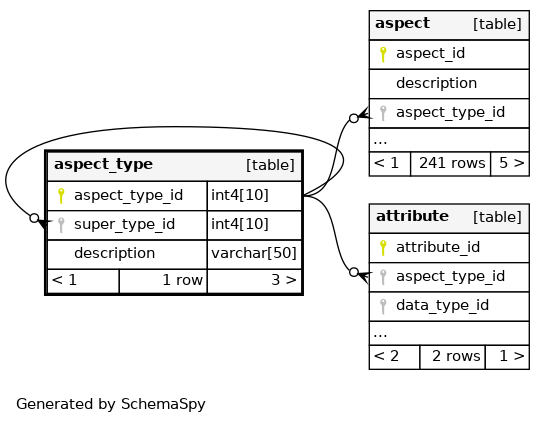 aspect [table]
aspect_id
description
aspect_type_id
...
< 1 241 rows 5 >
aspect_type [table]
aspect_type_id int4[10]
super_type_id int4[10]
description varchar[50]
< 1 1 row 3 >
attribute [table]
attribute_id
aspect_type_id
data_type_id
...
< 2 2 rows 1 >
Generated by SchemaSpy